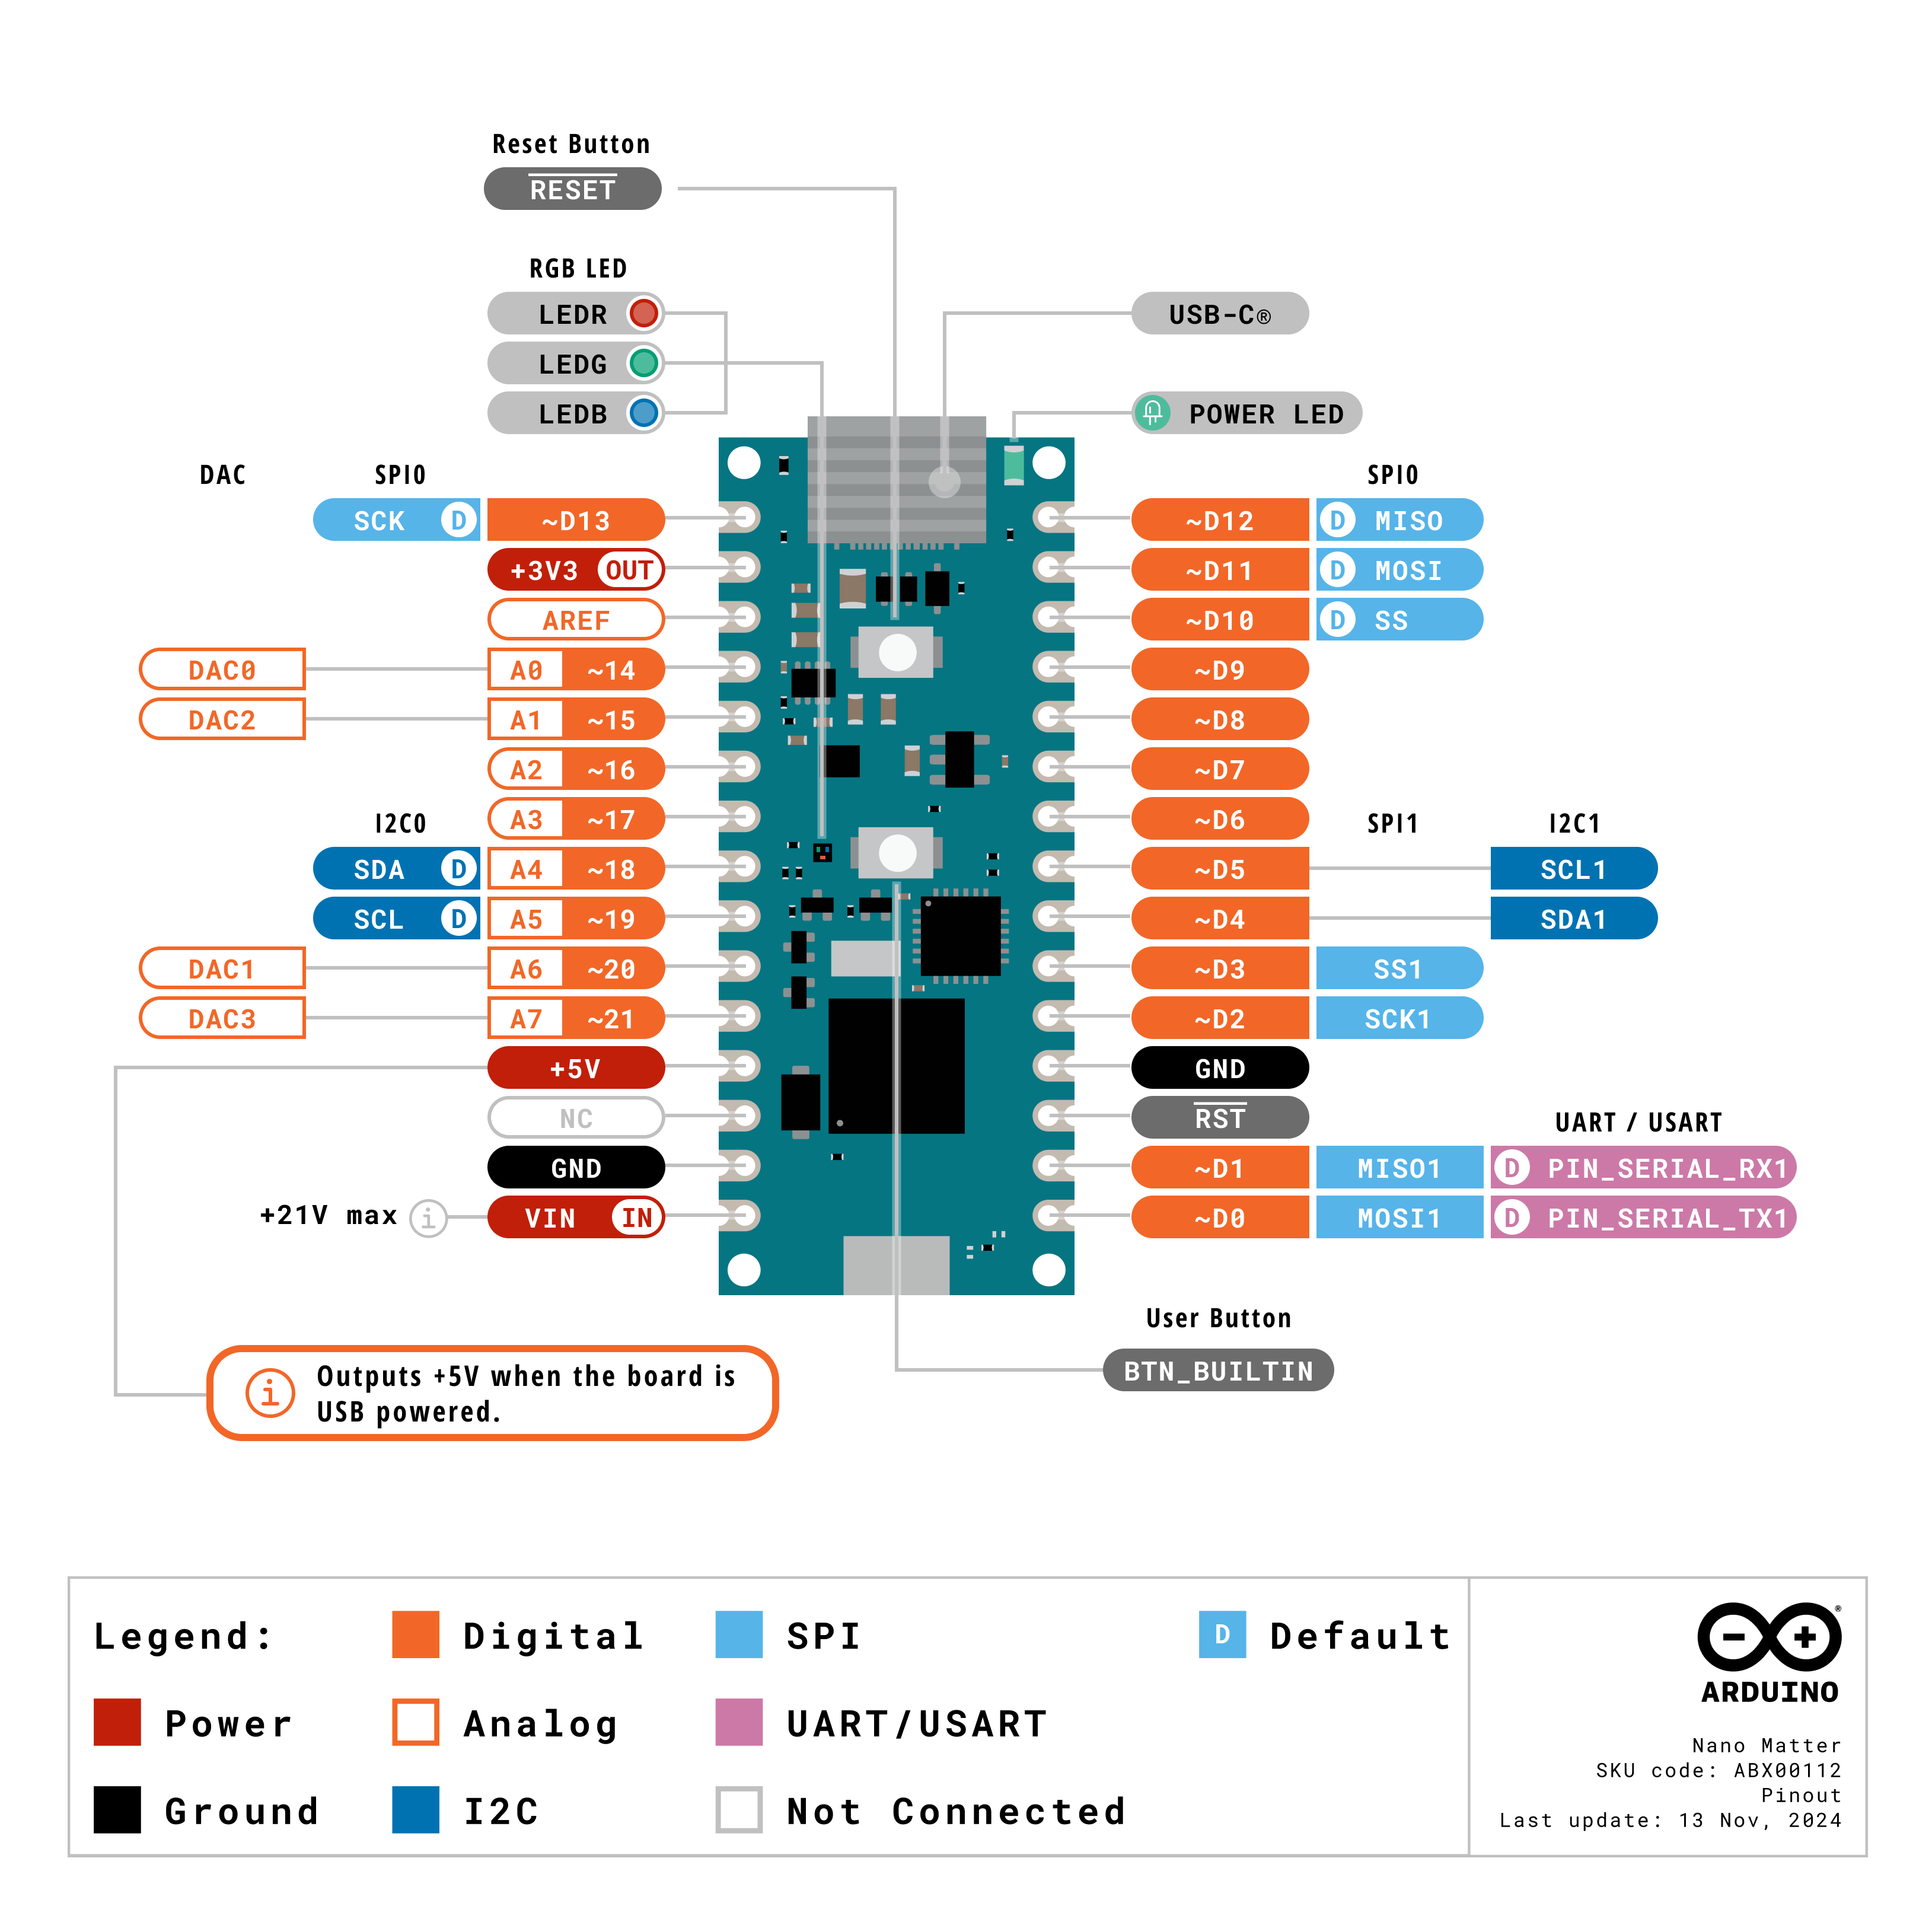 Reset Button
RESET
RGB LED
LEDR
USB-C®
LEDG
LEDB
POWER LED
DAC
SPI0
SPI0
SCK D ~D13
~D12 D MISO
+3V3 OUT
~D11 D MOSI
AREF
~D10 D SS
DAC0 A0 ~14
~D9
DAC2 A1 ~15
~D8
A2 ~16
~D7
A3 ~17
~D6
I2C0
SPI1
I2C1
SDA D A4 ~18
~D5 SCL1
SCL D A5 ~19
~D4 SDA1
DAC1 A6 ~20
~D3 SS1
DAC3 A7 ~21
~D2 SCK1
+5V
GND
NC
RST
UART / USART
GND
~D1 MISO1 D PIN_SERIAL_RX1
+21V max i VIN IN
~D0 MOSI1 D PIN_SERIAL_TX1
User Button
BTN_BUILTIN
i Outputs +5V when the board is
USB powered.
Legend:
Digital
SPI
D Default
Power
Analog
UART/USART
Ground
I2C
Not Connected
®
ARDUINO
Nano Matter
SKU code: ABX00112
Pinout
Last update: 13 Nov, 2024